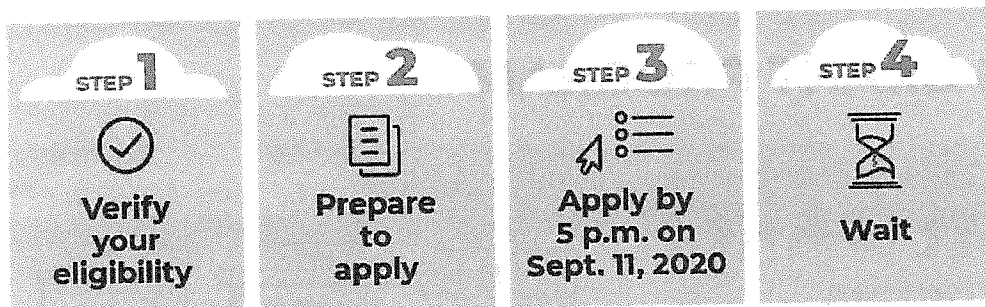 STEP 1
Verify
your
eligibility
STEP 2
Prepare
to
apply
STEP 3
Apply by
5 p.m. on
Sept. 11, 2020
STEP 4
Wait